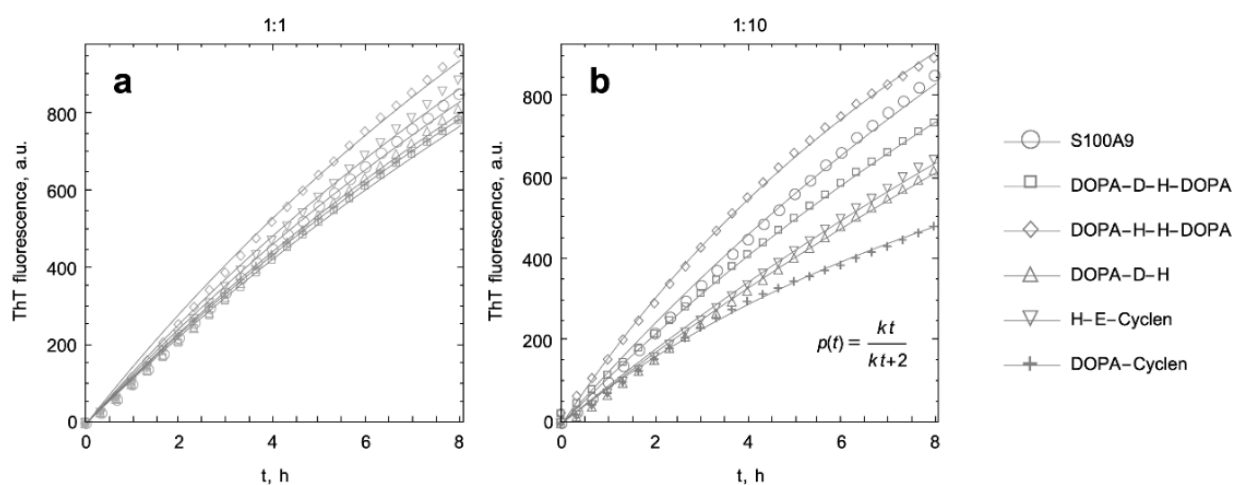 1:1
a
ThT fluorescence, a.u.
800
600
400
200
0
0 2 4 6 8
t, h
1:10
b
ThT fluorescence, a.u.
800
600
400
200
0
p(t) = kt / kt+2
0 2 4 6 8
t, h
S100A9
DOPA–D–H–DOPA
DOPA–H–H–DOPA
DOPA–D–H
H–E–Cyclen
DOPA–Cyclen